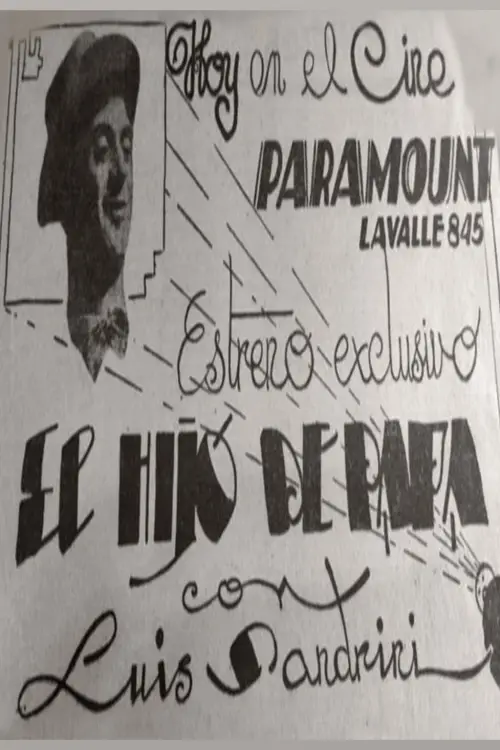 Hoy en el Cine
PARAMOUNT
LAVALLE 845
Estreno exclusivo
El HIJO DE PAPA
con
Luis Sandrini